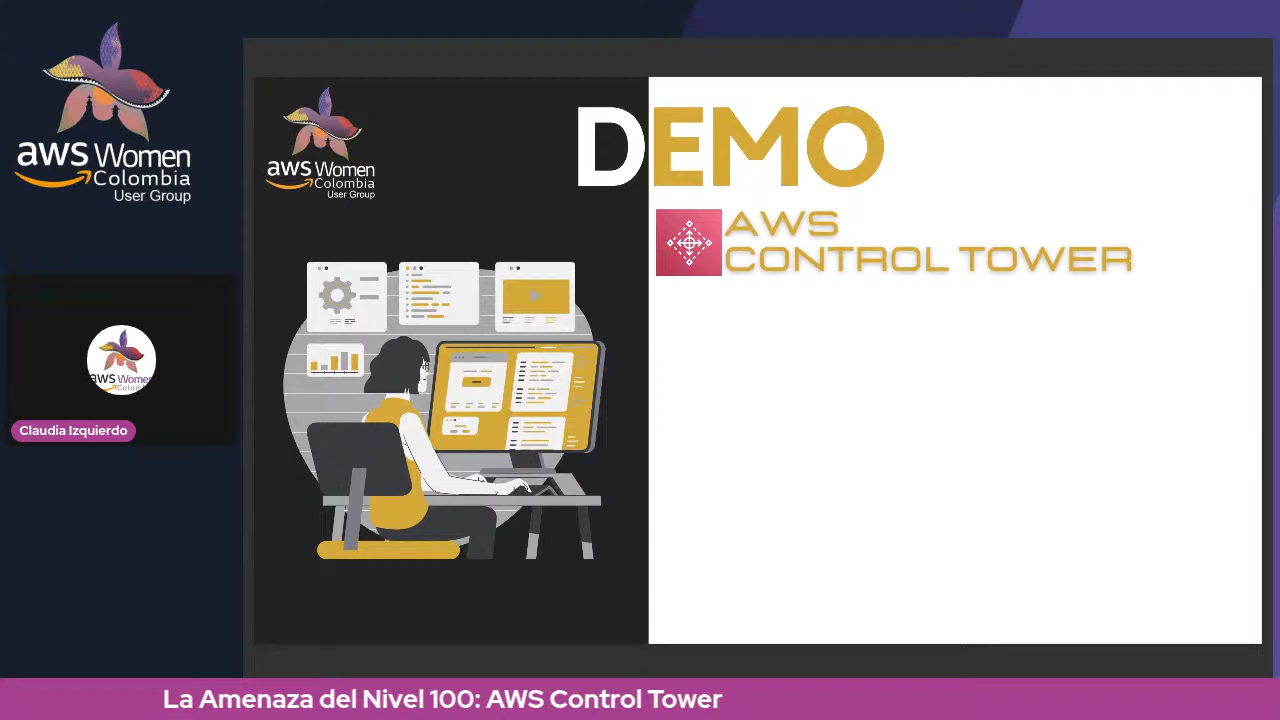 aws Women
Colombia
User Group
Claudia Izquierdo
aws Women
Colombia
User Group
DEMO
AWS
CONTROL TOWER
aws Women
Colombia
La Amenaza del Nivel 100: AWS Control Tower